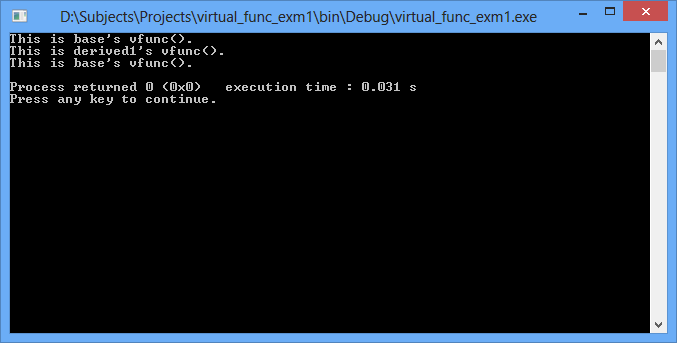 D:\Subjects\Projects\virtual_func_exm1\bin\Debug\virtual_func_exm1.exe
This is base's vfunc().
This is derived1's vfunc().
This is base's vfunc().
Process returned 0 (0x0)   execution time : 0.031 s
Press any key to continue.